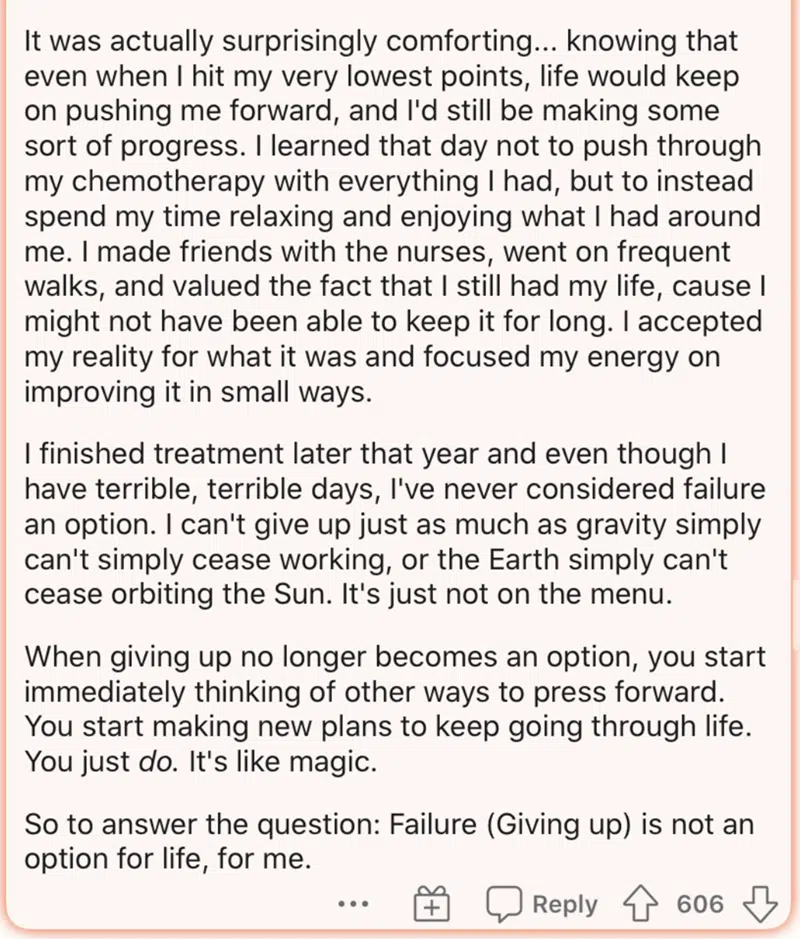 It was actually surprisingly comforting... knowing that
even when I hit my very lowest points, life would keep
on pushing me forward, and I'd still be making some
sort of progress. I learned that day not to push through
my chemotherapy with everything I had, but to instead
spend my time relaxing and enjoying what I had around
me. I made friends with the nurses, went on frequent
walks, and valued the fact that I still had my life, cause I
might not have been able to keep it for long. I accepted
my reality for what it was and focused my energy on
improving it in small ways.
I finished treatment later that year and even though I
have terrible, terrible days, I've never considered failure
an option. I can't give up just as much as gravity simply
can't simply cease working, or the Earth simply can't
cease orbiting the Sun. It's just not on the menu.
When giving up no longer becomes an option, you start
immediately thinking of other ways to press forward.
You start making new plans to keep going through life.
You just do. It's like magic.
So to answer the question: Failure (Giving up) is not an
option for life, for me.
Reply 606